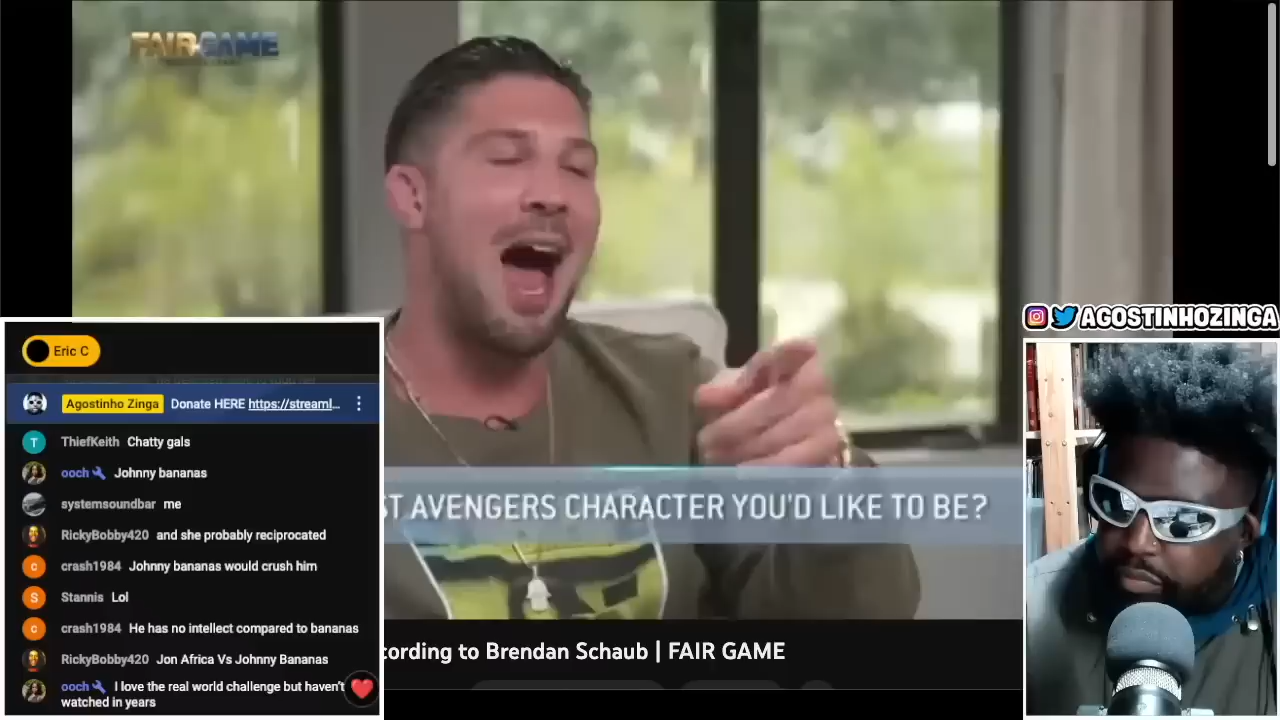 FAIR GAME
Eric C
Agostinho Zinga Donate HERE https://streaml...
T ThiefKeith Chatty gals
ooch Johnny bananas
systemsoundbar me
RickyBobby420 and she probably reciprocated
c crash1984 Johnny bananas would crush him
S Stannis Lol
c crash1984 He has no intellect compared to bananas
RickyBobby420 Jon Africa Vs Johnny Bananas
ooch I love the real world challenge but haven't
watched in years
ST AVENGERS CHARACTER YOU'D LIKE TO BE?
cording to Brendan Schaub | FAIR GAME
AGOSTINHOZINGA